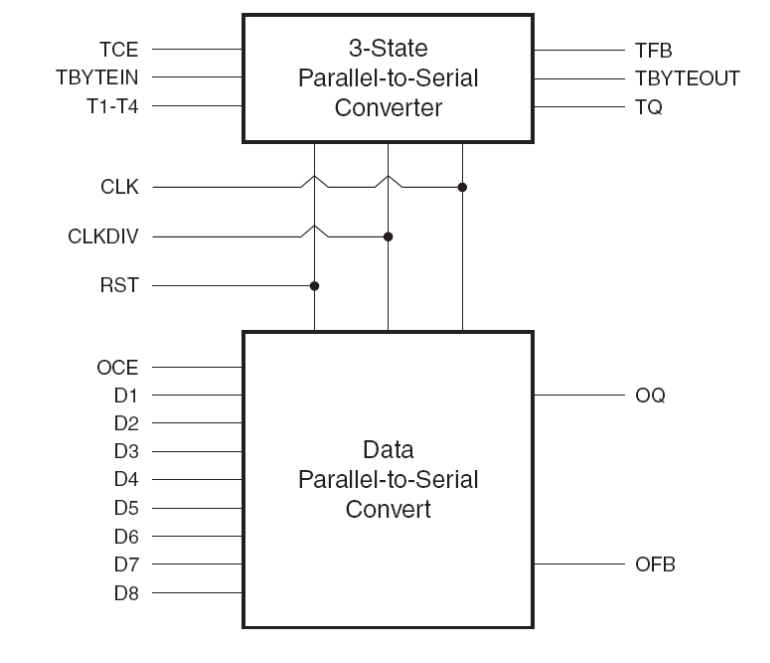 TCE
TBYTEIN
T1-T4
3-State
Parallel-to-Serial
Converter
TFB
TBYTEOUT
TQ
CLK
CLKDIV
RST
OCE
D1
D2
D3
D4
D5
D6
D7
D8
Data
Parallel-to-Serial
Convert
OQ
OFB